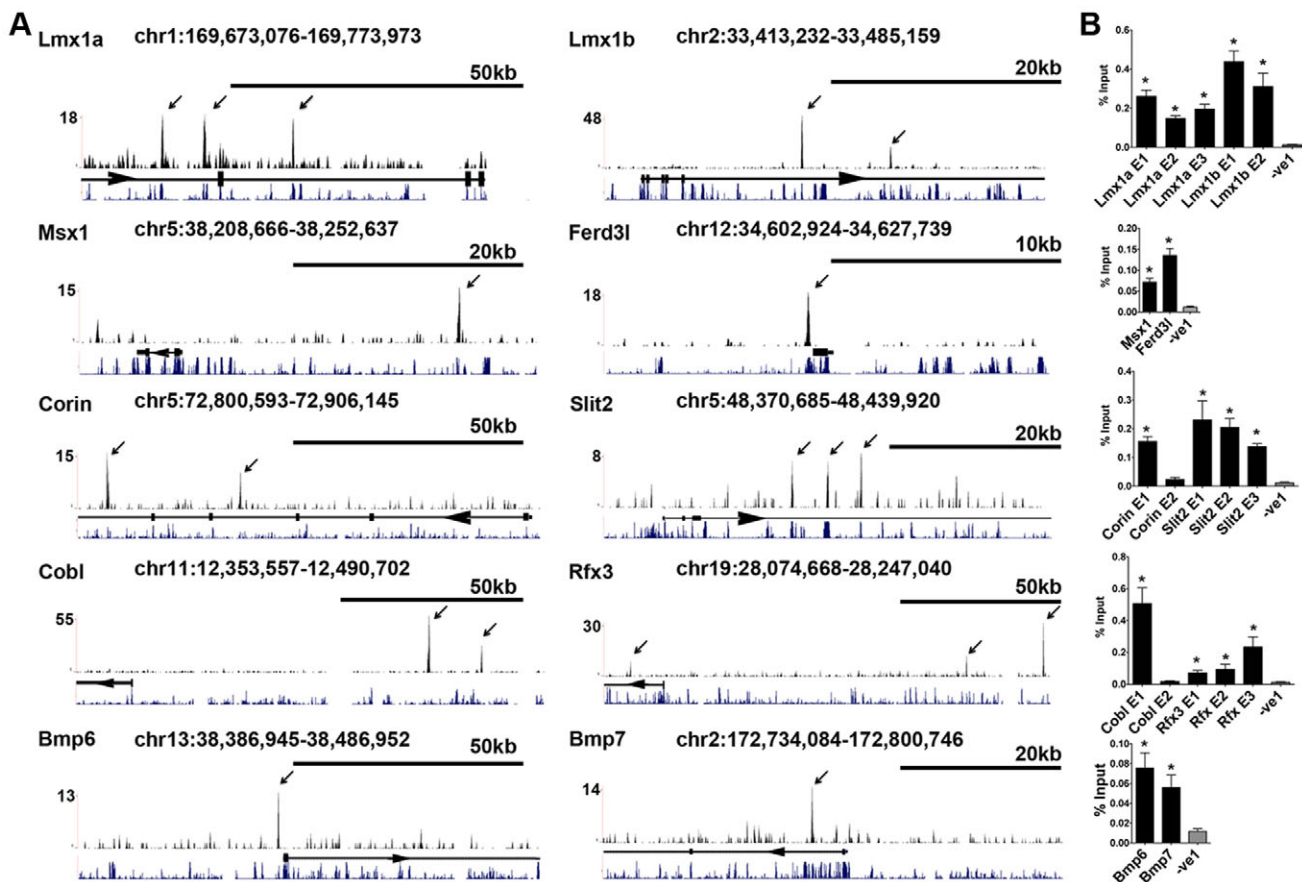 A
Lmx1a chr1:169,673,076-169,773,973
50kb
18
Lmx1b chr2:33,413,232-33,485,159
20kb
48
Msx1 chr5:38,208,666-38,252,637
20kb
15
Ferd3l chr12:34,602,924-34,627,739
10kb
18
Corin chr5:72,800,593-72,906,145
50kb
15
Slit2 chr5:48,370,685-48,439,920
20kb
8
Cobl chr11:12,353,557-12,490,702
50kb
55
Rfx3 chr19:28,074,668-28,247,040
50kb
30
Bmp6 chr13:38,386,945-38,486,952
50kb
13
Bmp7 chr2:172,734,084-172,800,746
20kb
14
B
% Input
0.6
0.4
0.2
0.0
* * * * *
Lmx1a E1
Lmx1a E2
Lmx1a E3
Lmx1b E1
Lmx1b E2
-ve1
% Input
0.20
0.15
0.10
0.05
0.00
* *
Msx1
Ferd3l
-ve1
% Input
0.4
0.3
0.2
0.1
0.0
* * * *
Corin E1
Corin E2
Slit2 E1
Slit2 E2
Slit2 E3
-ve1
% Input
0.8
0.6
0.4
0.2
0.0
* * * *
Cobl E1
Cobl E2
Rfx3 E1
Rfx E2
Rfx E3
-ve1
% Input
0.10
0.08
0.06
0.04
0.02
0.00
* *
Bmp6
Bmp7
-ve1